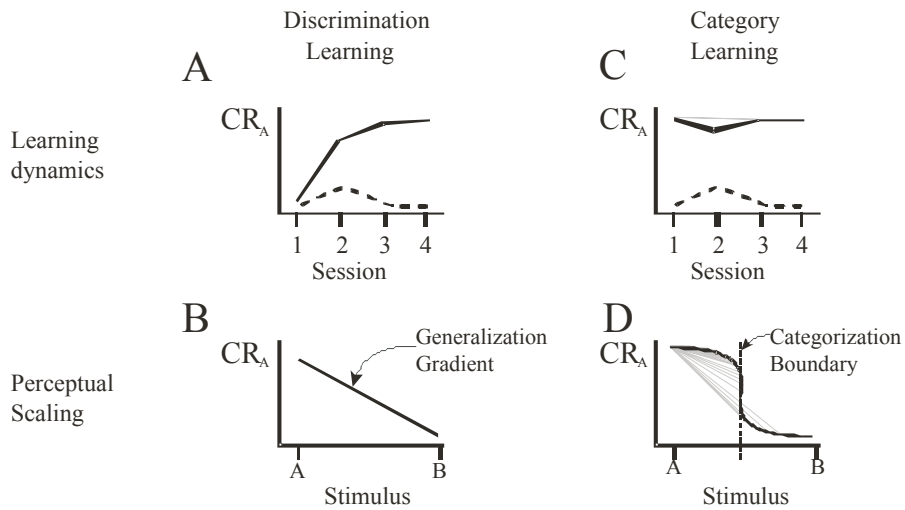 Discrimination
Learning
Category
Learning
A
C
Learning
dynamics
CRA
1 2 3 4
Session
CRA
1 2 3 4
Session
B
D
Perceptual
Scaling
CRA
Generalization
Gradient
A B
Stimulus
CRA
Categorization
Boundary
A B
Stimulus